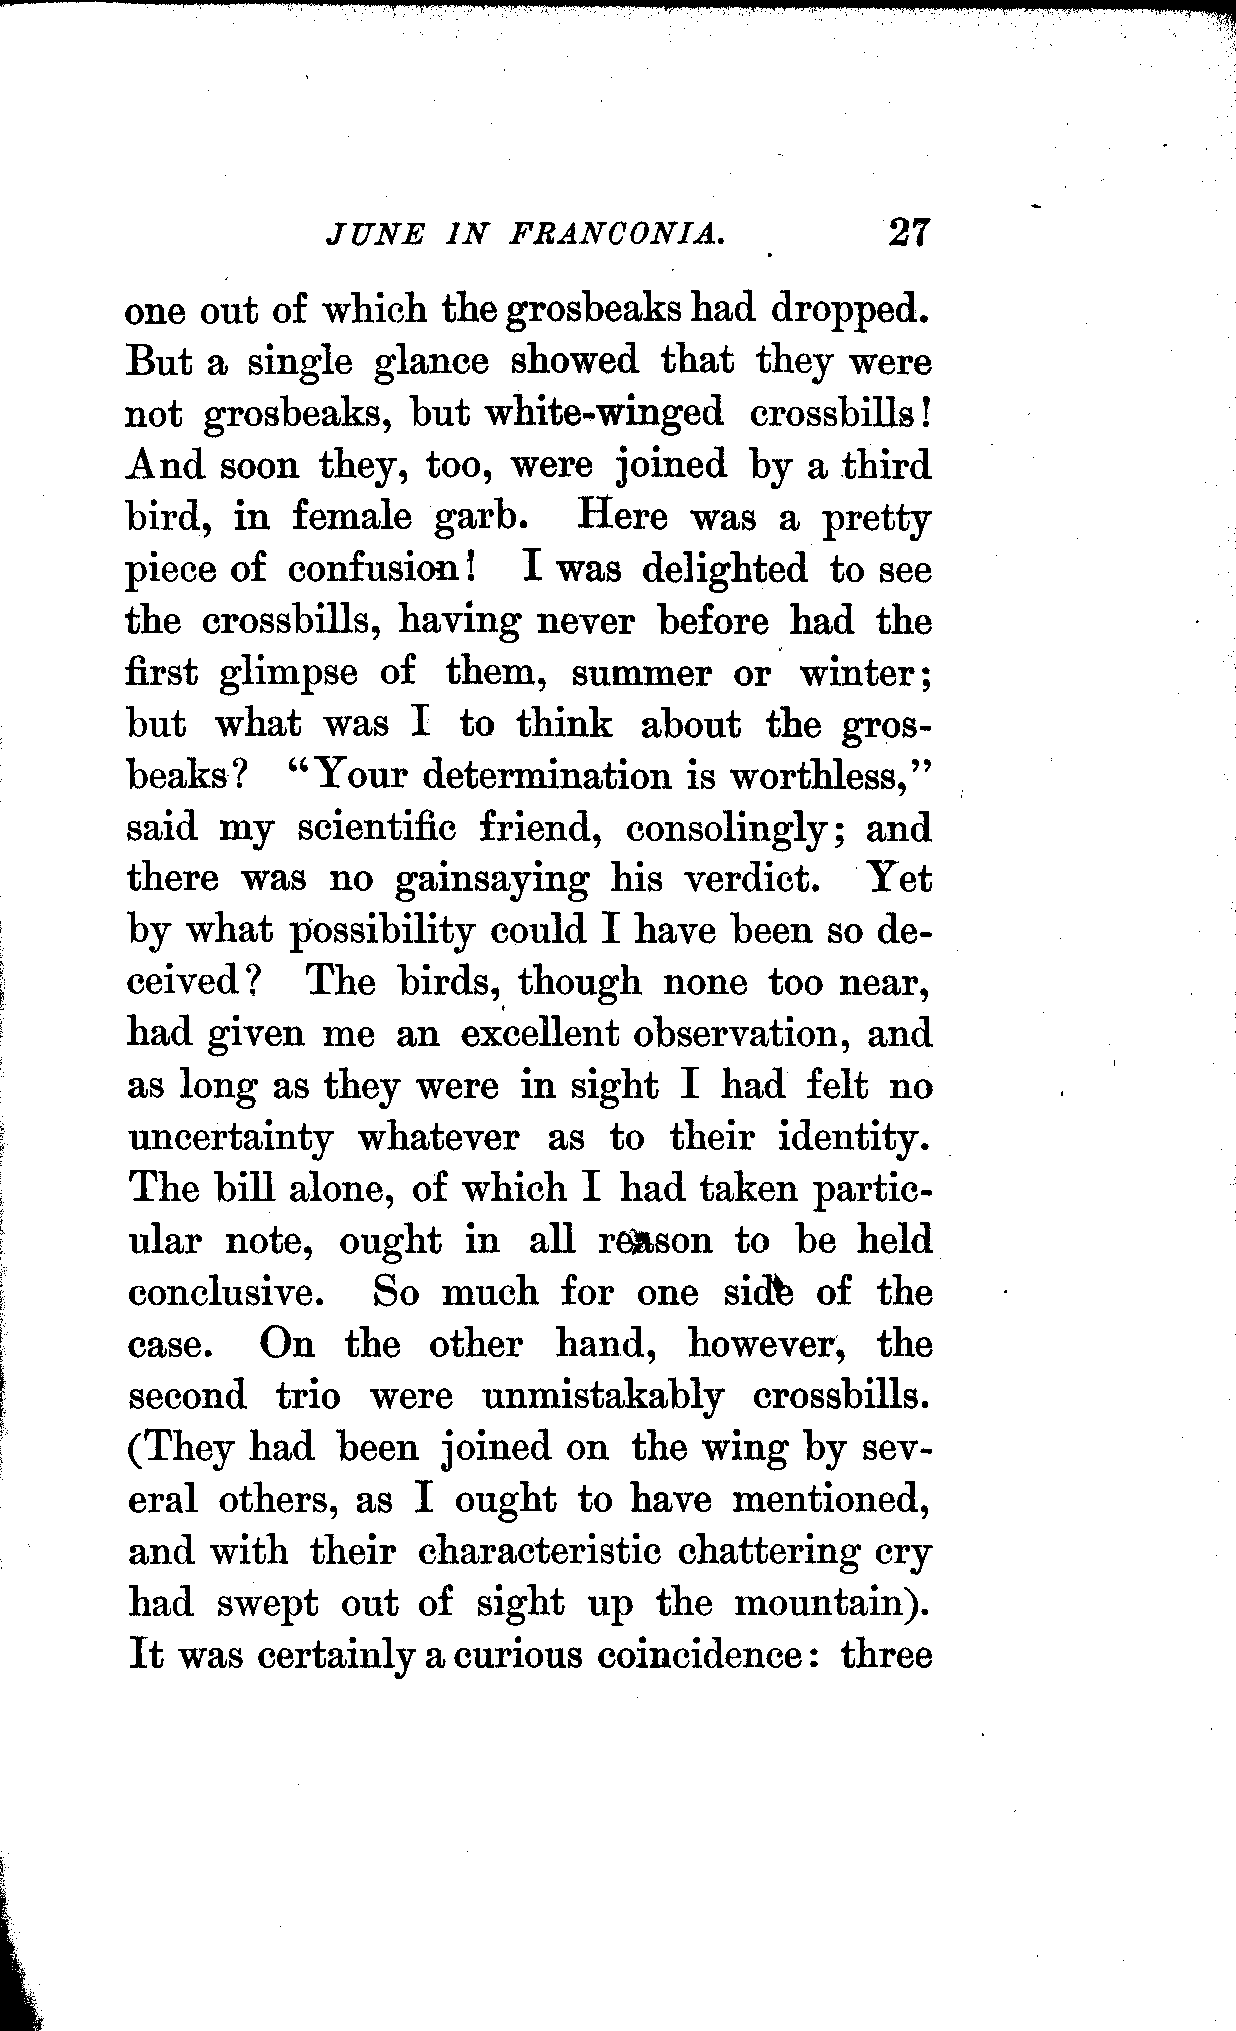 JUNE IN FRANCONIA. 27
one out of which the grosbeaks had dropped.
But a single glance showed that they were
not grosbeaks, but white-winged crossbills!
And soon they, too, were joined by a third
bird, in female garb. Here was a pretty
piece of confusion! I was delighted to see
the crossbills, having never before had the
first glimpse of them, summer or winter;
but what was I to think about the gros-
beaks? "Your determination is worthless,"
said my scientific friend, consolingly; and
there was no gainsaying his verdict. Yet
by what possibility could I have been so de-
ceived? The birds, though none too near,
had given me an excellent observation, and
as long as they were in sight I had felt no
uncertainty whatever as to their identity.
The bill alone, of which I had taken partic-
ular note, ought in all reason to be held
conclusive. So much for one side of the
case. On the other hand, however, the
second trio were unmistakably crossbills.
(They had been joined on the wing by sev-
eral others, as I ought to have mentioned,
and with their characteristic chattering cry
had swept out of sight up the mountain).
It was certainly a curious coincidence: three